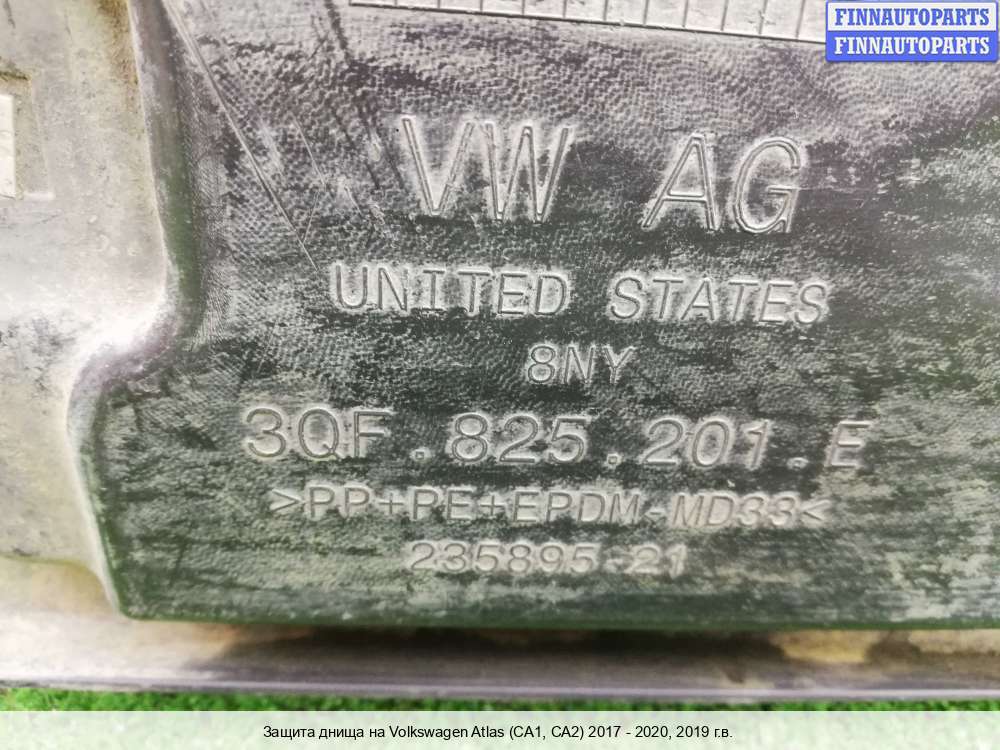 FINNAUTOPARTS
FINNAUTOPARTS
VW AG
UNITED STATES
8NY
3QF.825.201.E
>PP+PE+EPDM-MD33<
235895-21
Защита днища на Volkswagen Atlas (CA1, CA2) 2017 - 2020, 2019 г.в.